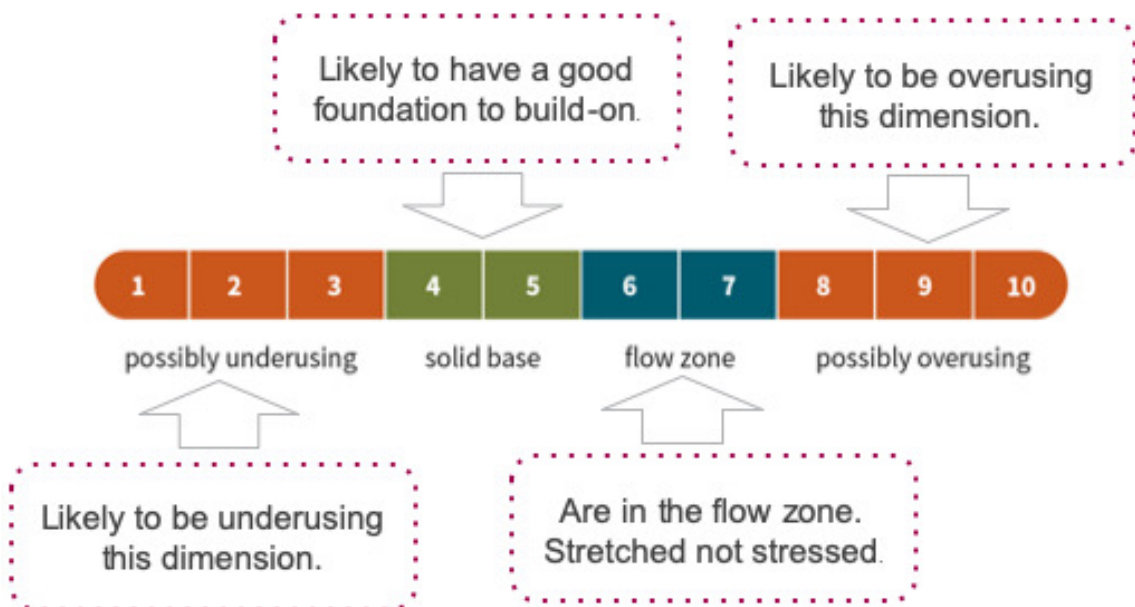 Likely to have a good
foundation to build-on.
Likely to be overusing
this dimension.
1 2 3 4 5 6 7 8 9 10
possibly underusing solid base flow zone possibly overusing
Likely to be underusing
this dimension.
Are in the flow zone.
Stretched not stressed.